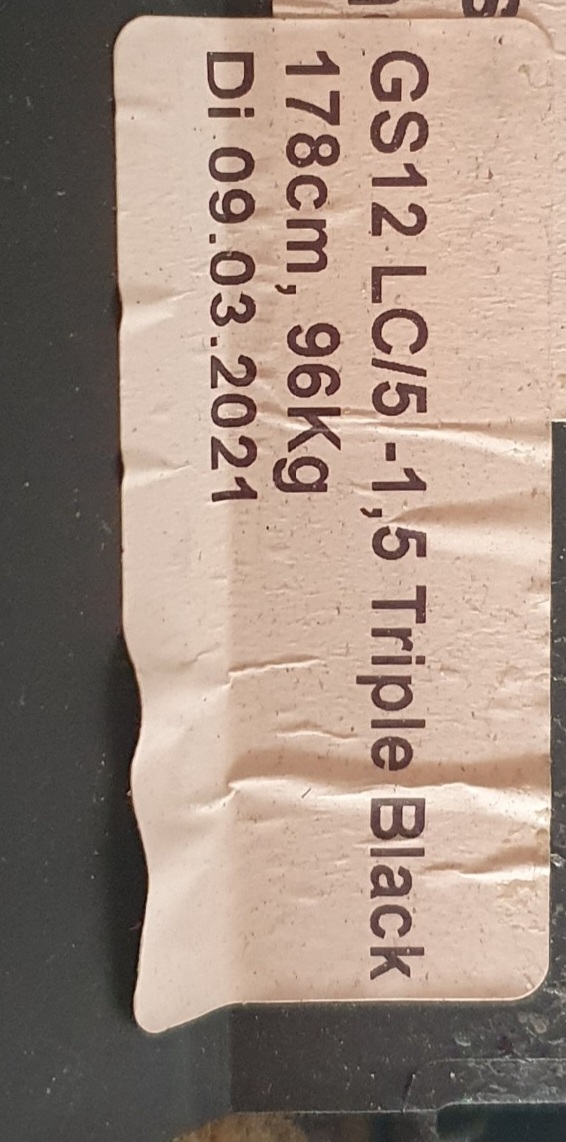 GS12 LC/5 -1,5 Triple Black
178cm, 96Kg
Di 09.03.2021